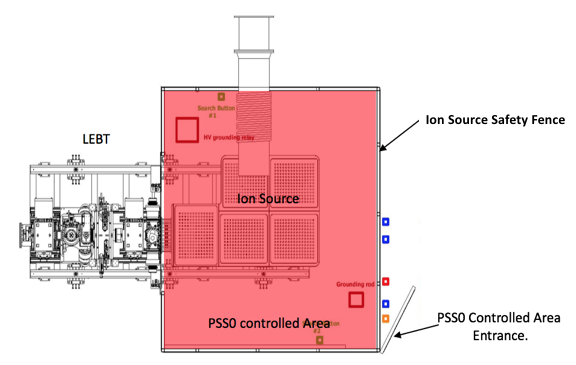 Search Button
#1
HV grounding relay
LEBT
Ion Source Safety Fence
Ion Source
Grounding rod
PSS0 controlled Area
#2
PSS0 Controlled Area
Entrance.